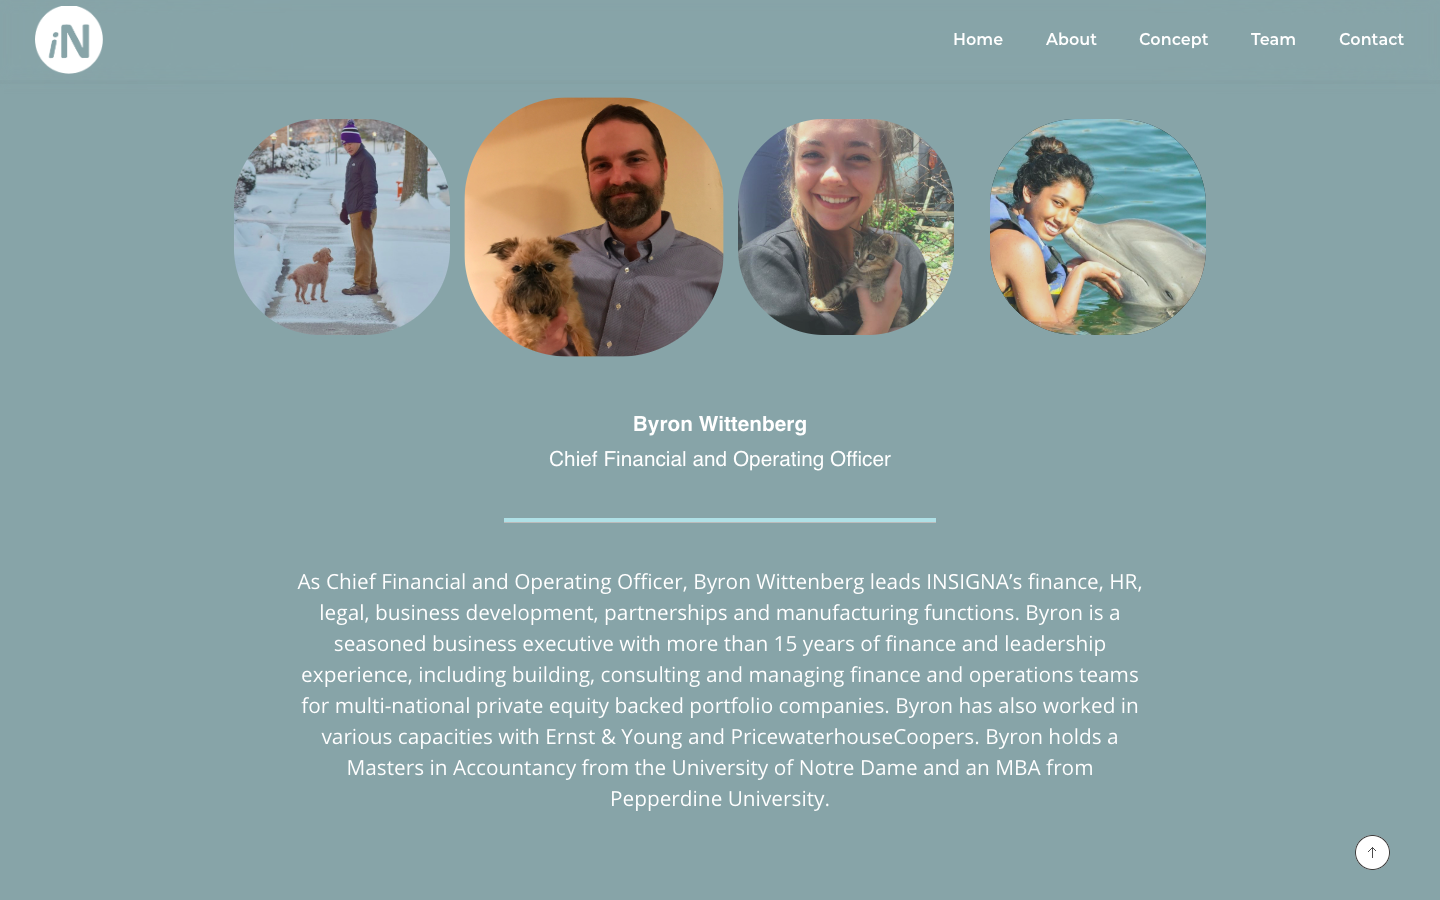 iN
Home
About
Concept
Team
Contact
Byron Wittenberg
Chief Financial and Operating Officer
As Chief Financial and Operating Officer, Byron Wittenberg leads INSIGNA’s finance, HR,
legal, business development, partnerships and manufacturing functions. Byron is a
seasoned business executive with more than 15 years of finance and leadership
experience, including building, consulting and managing finance and operations teams
for multi-national private equity backed portfolio companies. Byron has also worked in
various capacities with Ernst & Young and PricewaterhouseCoopers. Byron holds a
Masters in Accountancy from the University of Notre Dame and an MBA from
Pepperdine University.